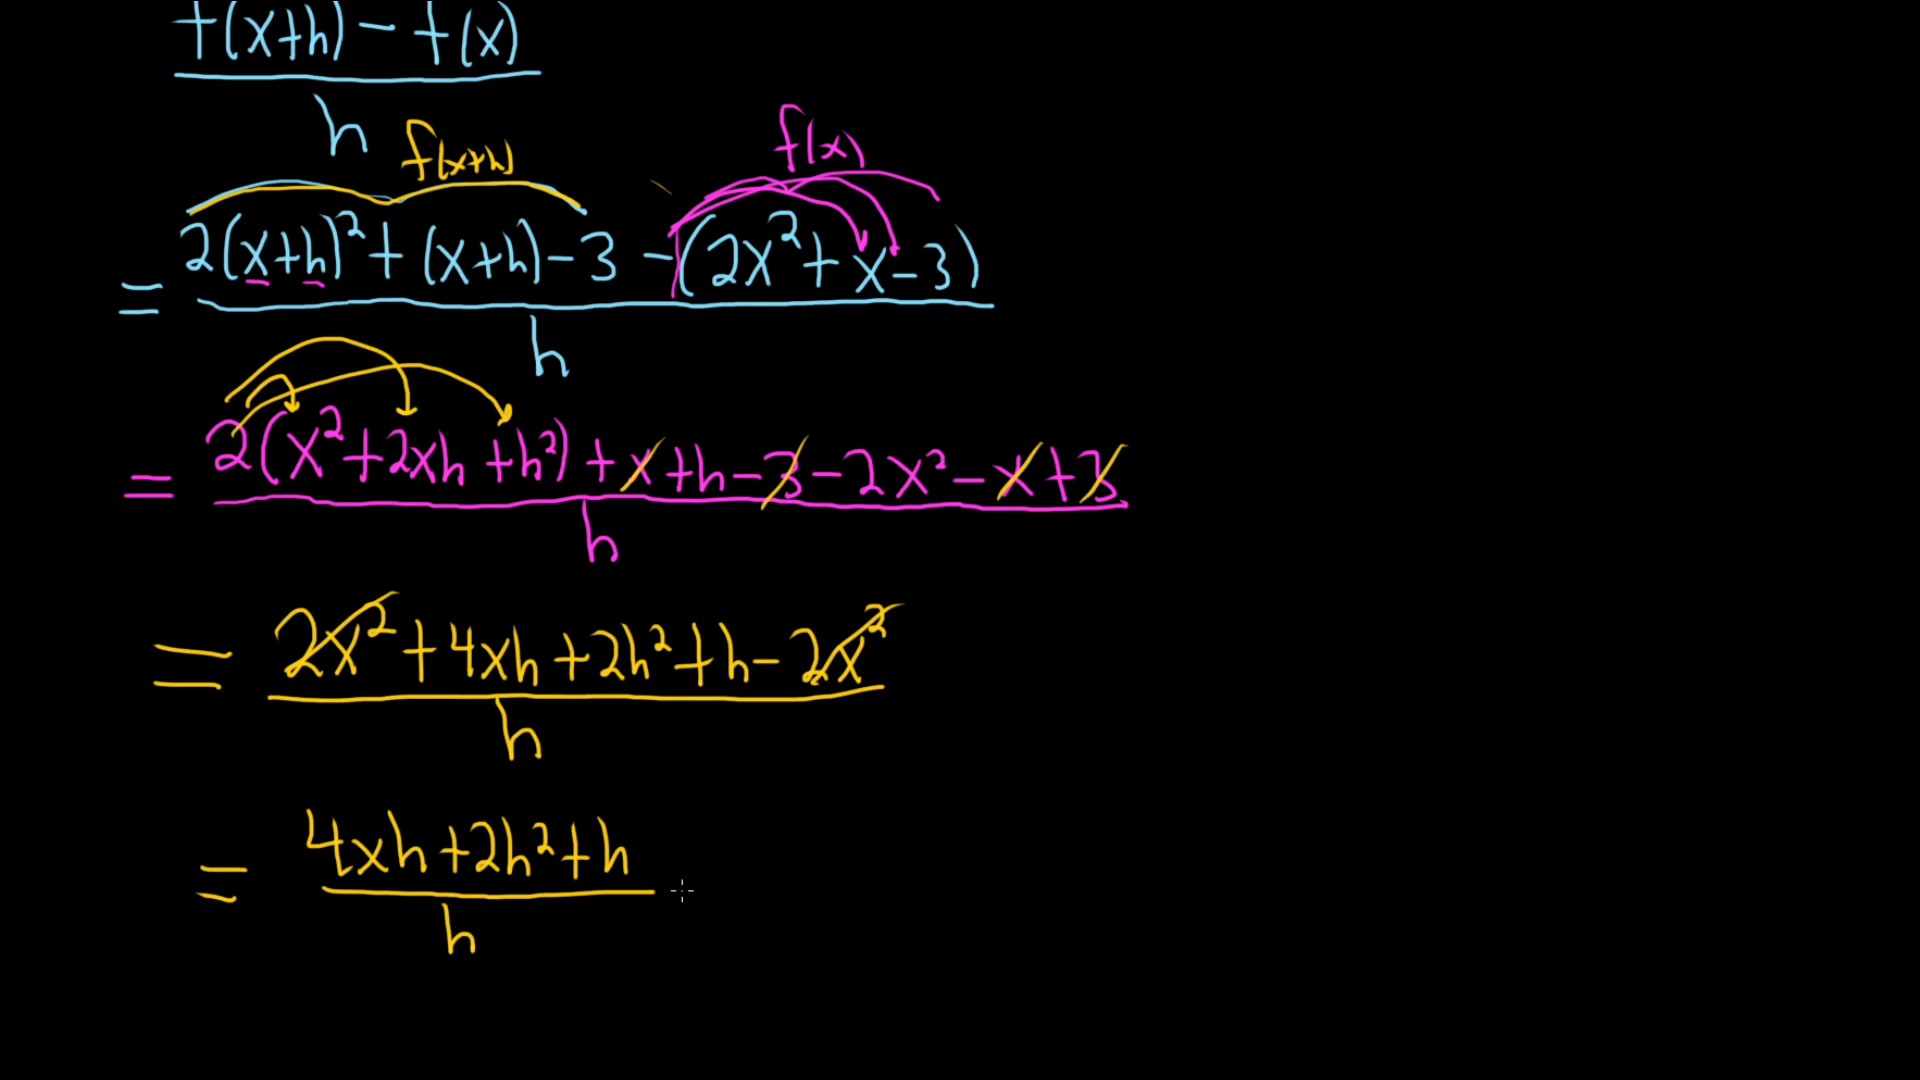 f(x+h) - f(x)
h
f(x+h) f(x)
= 2(x+h)² + (x+h) - 3 - (2x² + x - 3)
h
= 2(x² + 2xh + h²) + x + h - 3 - 2x² - x + 3
h
= 2x² + 4xh + 2h² + h - 2x²
h
= 4xh + 2h² + h
h